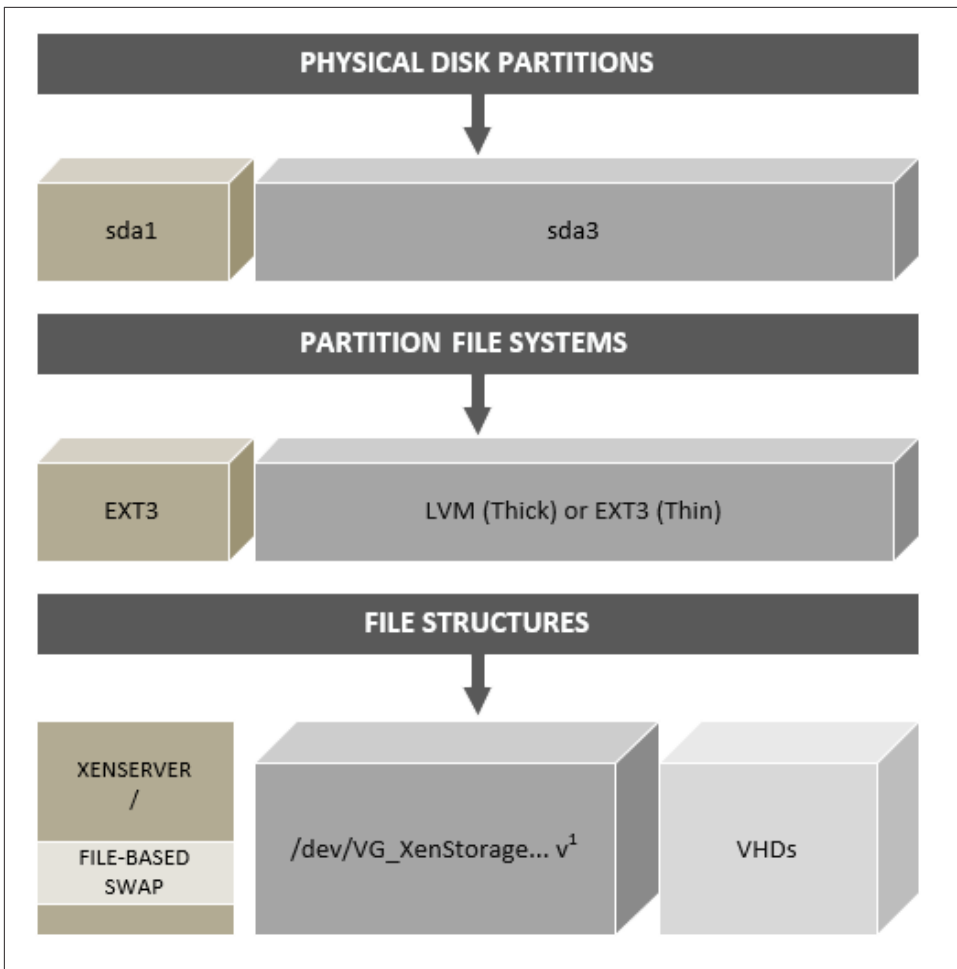 PHYSICAL DISK PARTITIONS
sda1
sda3
PARTITION FILE SYSTEMS
EXT3
LVM (Thick) or EXT3 (Thin)
FILE STRUCTURES
XENSERVER
/
FILE-BASED
SWAP
/dev/VG_XenStorage... v¹
VHDs